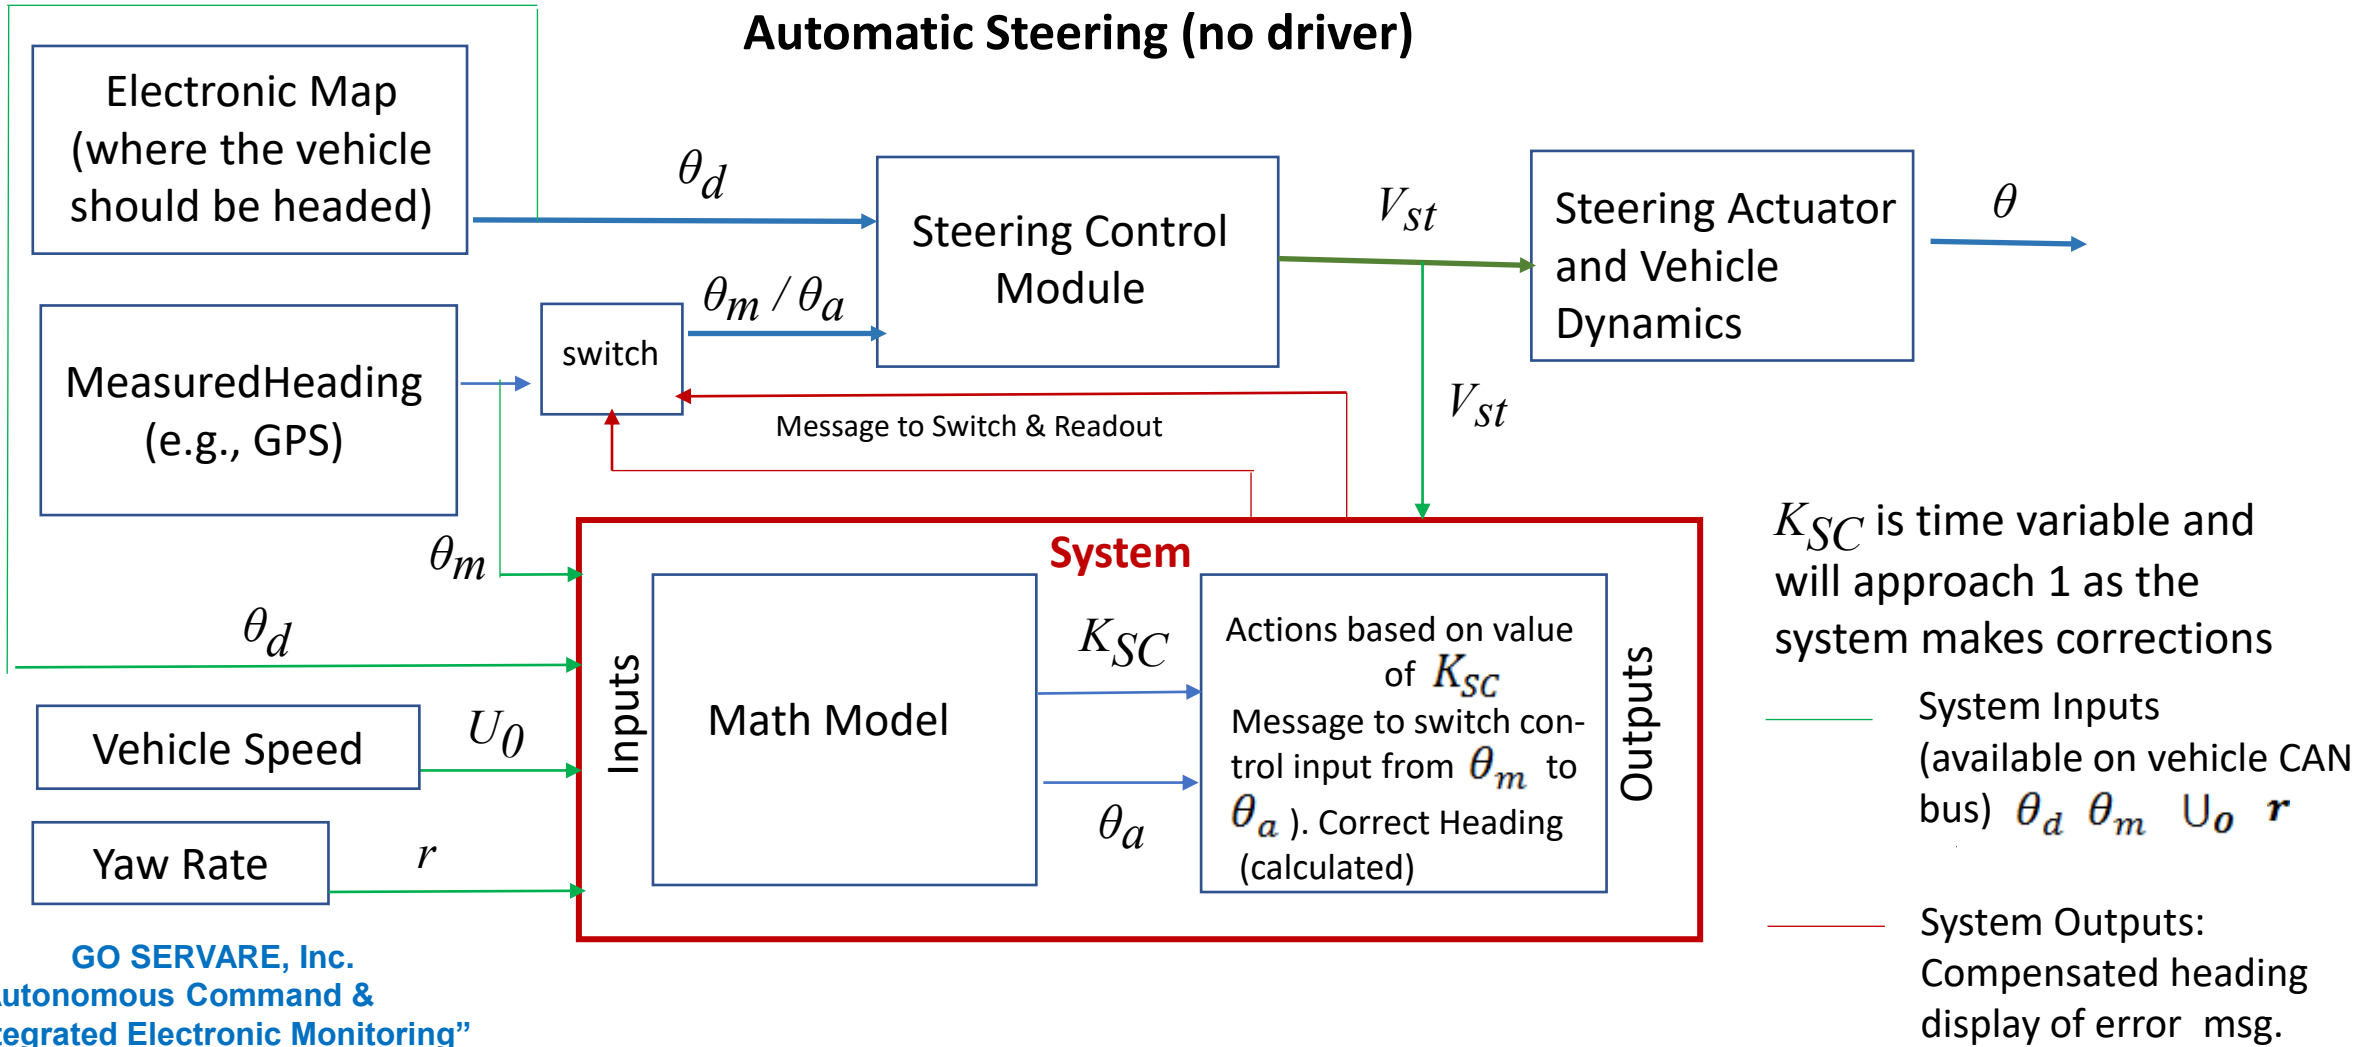 Automatic Steering (no driver)
Electronic Map
(where the vehicle
should be headed)
θd
Steering Control
Module
Vst
Steering Actuator
and Vehicle
Dynamics
θ
MeasuredHeading
(e.g., GPS)
switch
θm / θa
Message to Switch & Readout
Vst
θm
θd
Vehicle Speed
U0
Yaw Rate
r
System
Inputs
Math Model
KSC
θa
Actions based on value
of KSC
Message to switch con-
trol input from θm to
θa ). Correct Heading
(calculated)
Outputs
KSC is time variable and
will approach 1 as the
system makes corrections
System Inputs
(available on vehicle CAN
bus) θd θm Uo r
System Outputs:
Compensated heading
display of error msg.
GO SERVARE, Inc.
utonomous Command &
tegrated Electronic Monitoring”